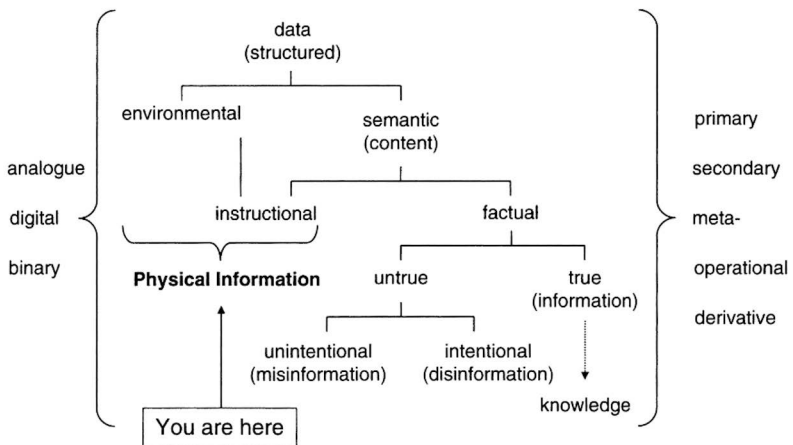 data
(structured)
environmental
semantic
(content)
analogue
digital
binary
instructional
factual
Physical Information
untrue
true
(information)
unintentional
(misinformation)
intentional
(disinformation)
knowledge
You are here
primary
secondary
meta-
operational
derivative